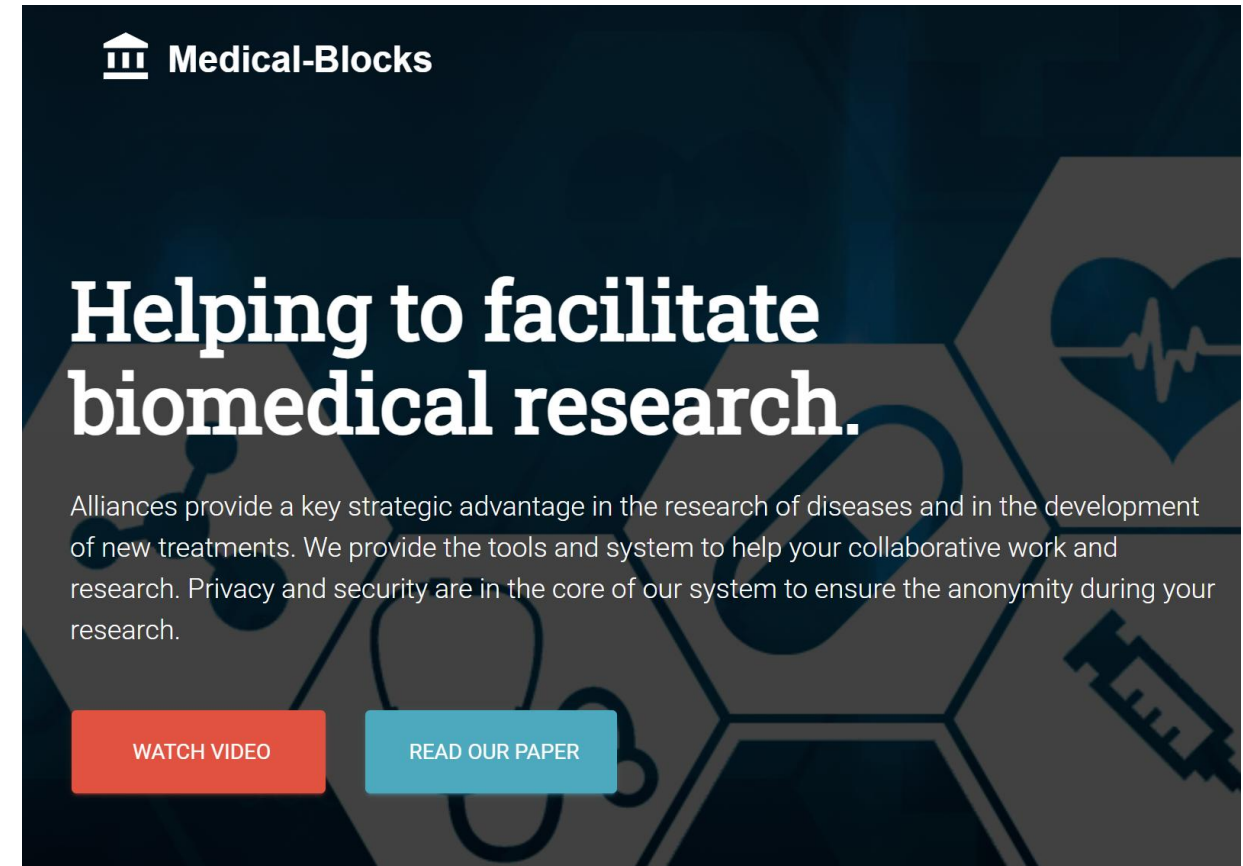 Medical-Blocks
Helping to facilitate
biomedical research.
Alliances provide a key strategic advantage in the research of diseases and in the development
of new treatments. We provide the tools and system to help your collaborative work and
research. Privacy and security are in the core of our system to ensure the anonymity during your
research.
WATCH VIDEO
READ OUR PAPER